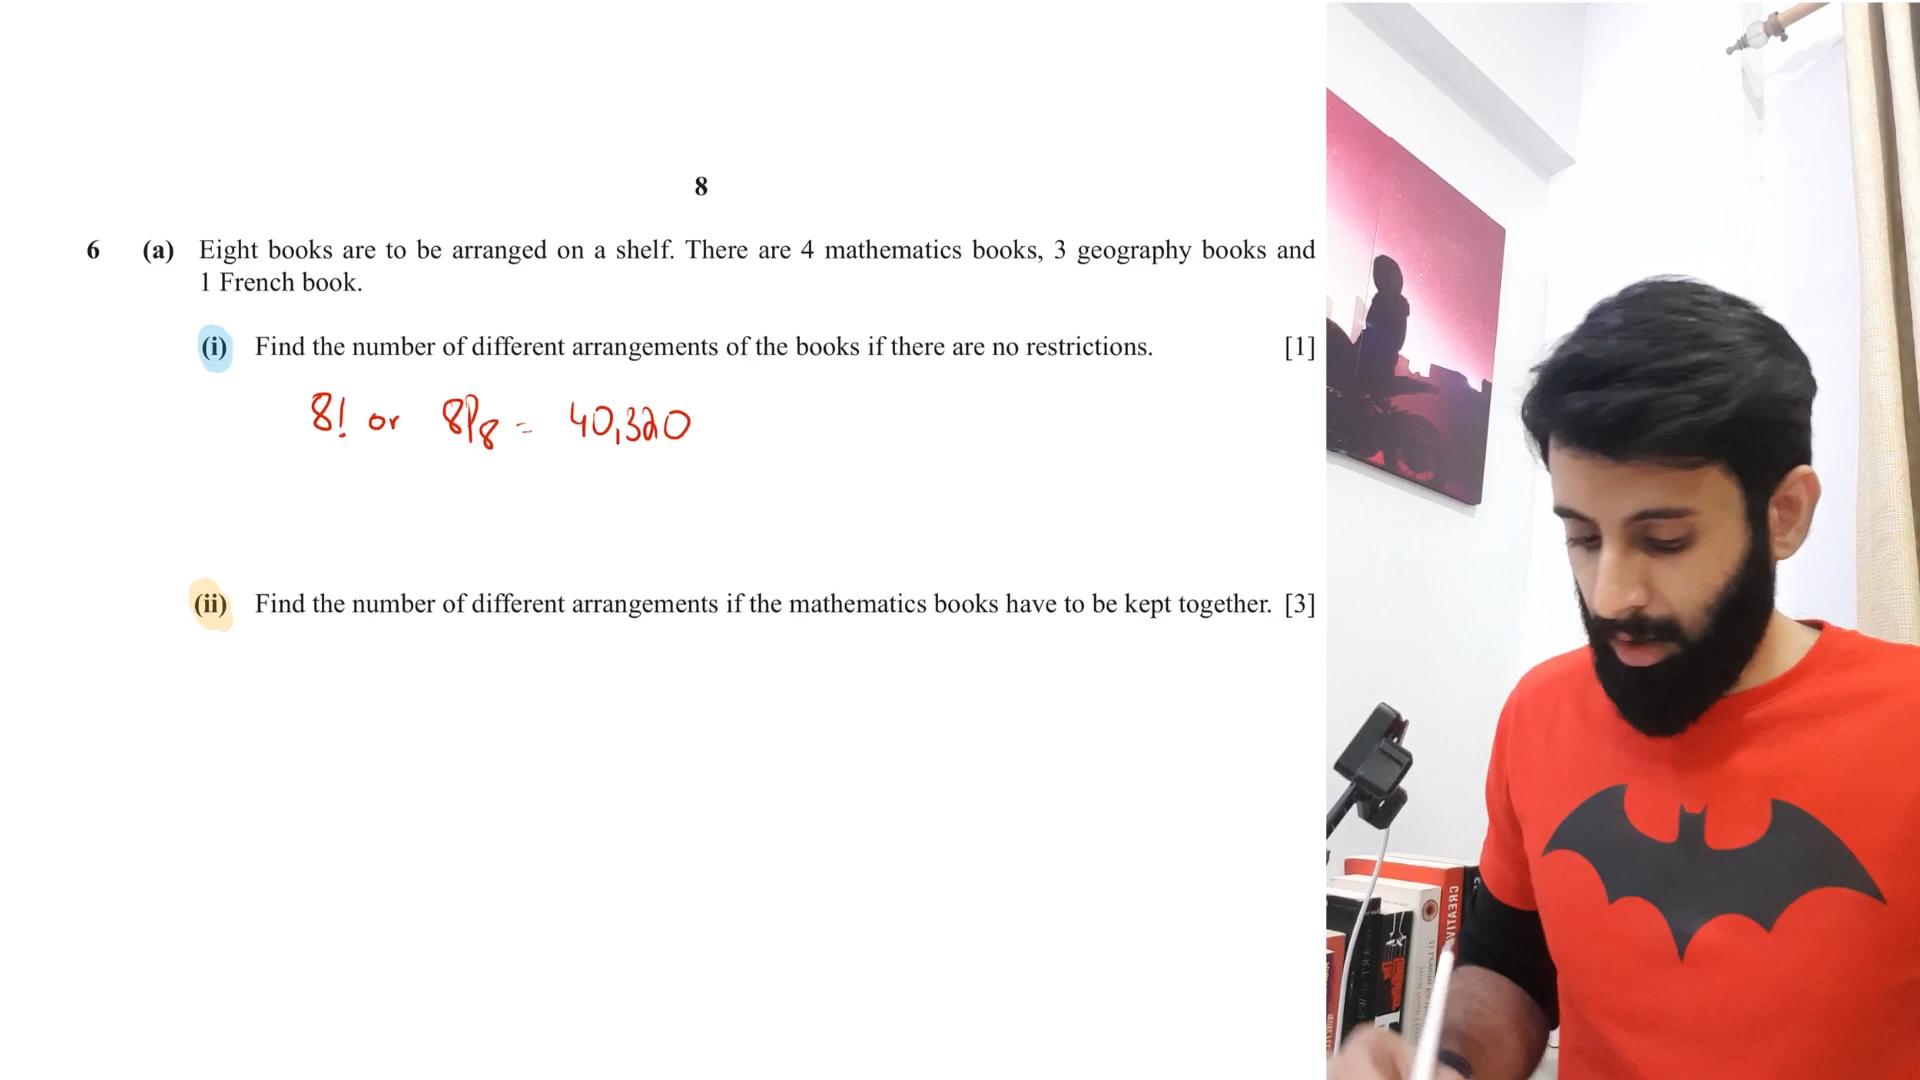 8
6 (a) Eight books are to be arranged on a shelf. There are 4 mathematics books, 3 geography books and
1 French book.
(i) Find the number of different arrangements of the books if there are no restrictions. [1]
8! or 8P8 = 40,320
(ii) Find the number of different arrangements if the mathematics books have to be kept together. [3]